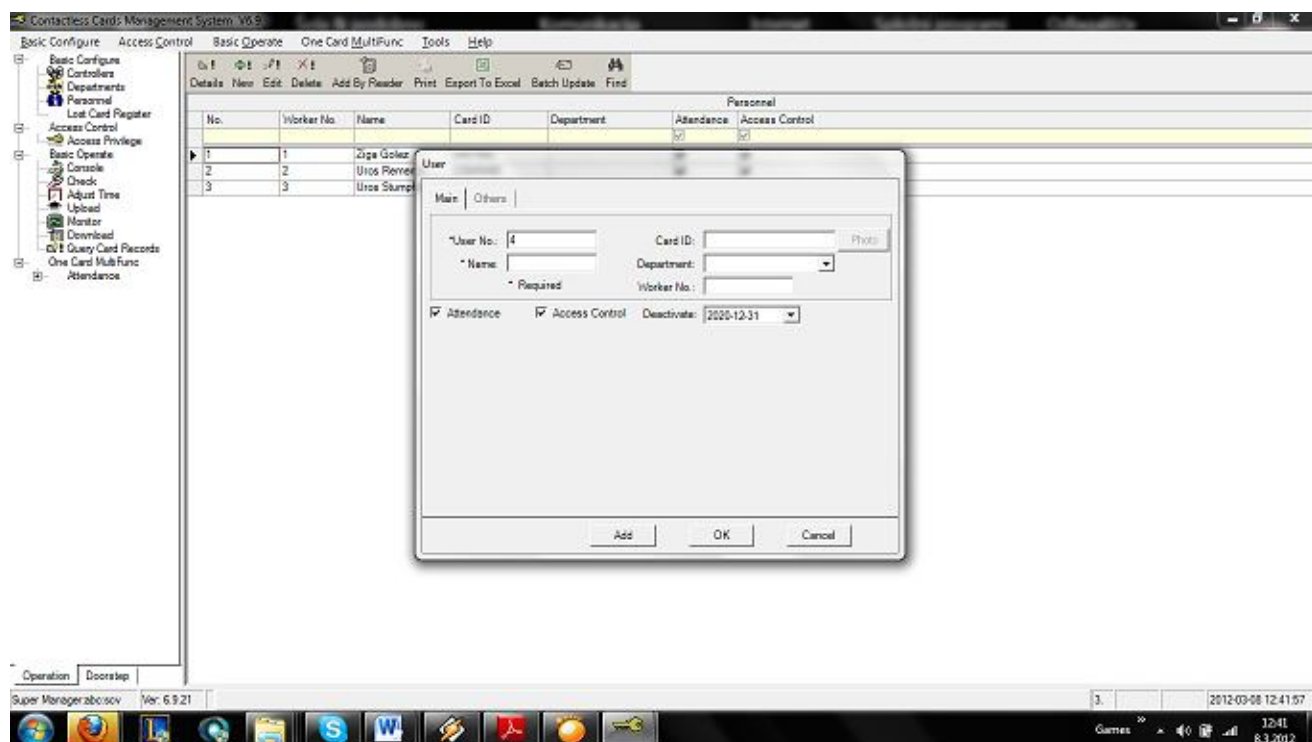 Contactless Cards Management System V6.9
Basic Configure Access Control Basic Operate One Card MultiFunc Tools Help
Basic Configure
Controllers
Departments
Personnel
Lost Card Register
Access Control
Access Privilege
Basic Operate
Console
Check
Adjust Time
Upload
Monitor
Download
Query Card Records
One Card MultiFunc
Attendance
Details New Edit Delete Add By Reader Print Export To Excel Batch Update Find
Personnel
No. Worker No. Name Card ID Department Attendance Access Control
1 1 Ziga Golez
2 2 Uros
3 3 Uros
User
Main Others
*User No.: 4 Card ID: Photo
* Name: Department:
* Required Worker No.:
Attendance Access Control Deactivate: 2020-12-31
Add OK Cancel
Operation Doorstep
Super Manager:abc:scv Ver: 6.9.21 3. 2012-03-08 12:41:57
Games » 12:41
8.3.2012